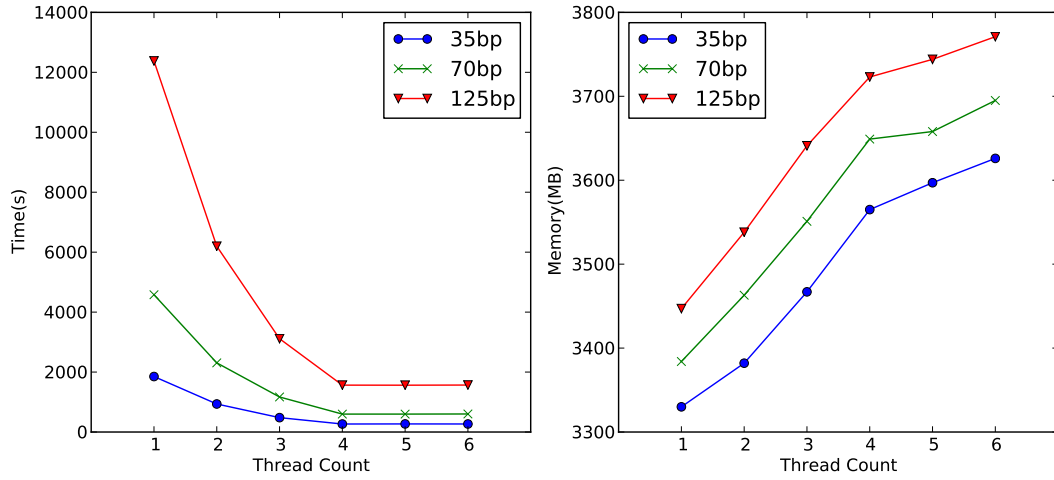 14000
12000
10000
8000
6000
4000
2000
0
Time(s)
1 2 3 4 5 6
Thread Count
35bp
70bp
125bp
3800
3700
3600
3500
3400
3300
Memory(MB)
1 2 3 4 5 6
Thread Count
35bp
70bp
125bp